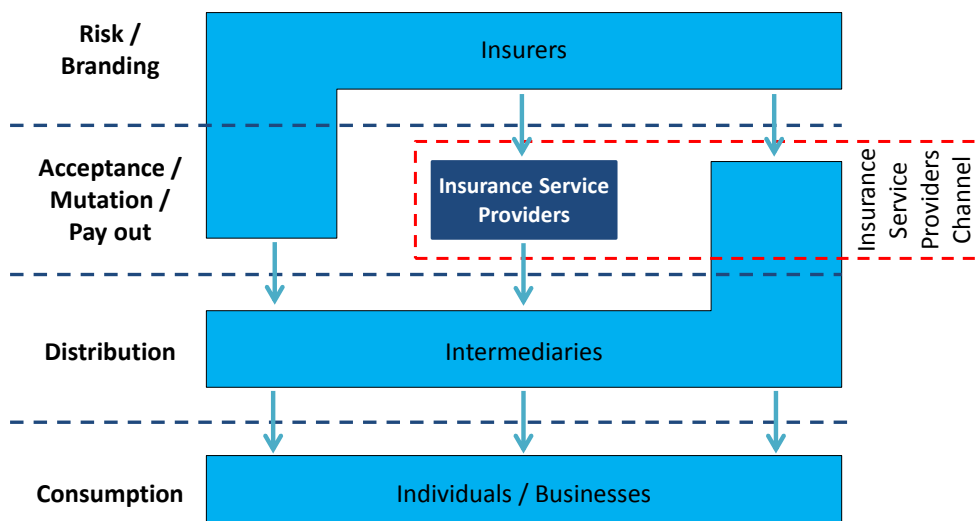 Risk /
Branding
Insurers
Acceptance /
Mutation /
Pay out
Insurance Service
Providers
Insurance
Service
Providers
Channel
Distribution
Intermediaries
Consumption
Individuals / Businesses